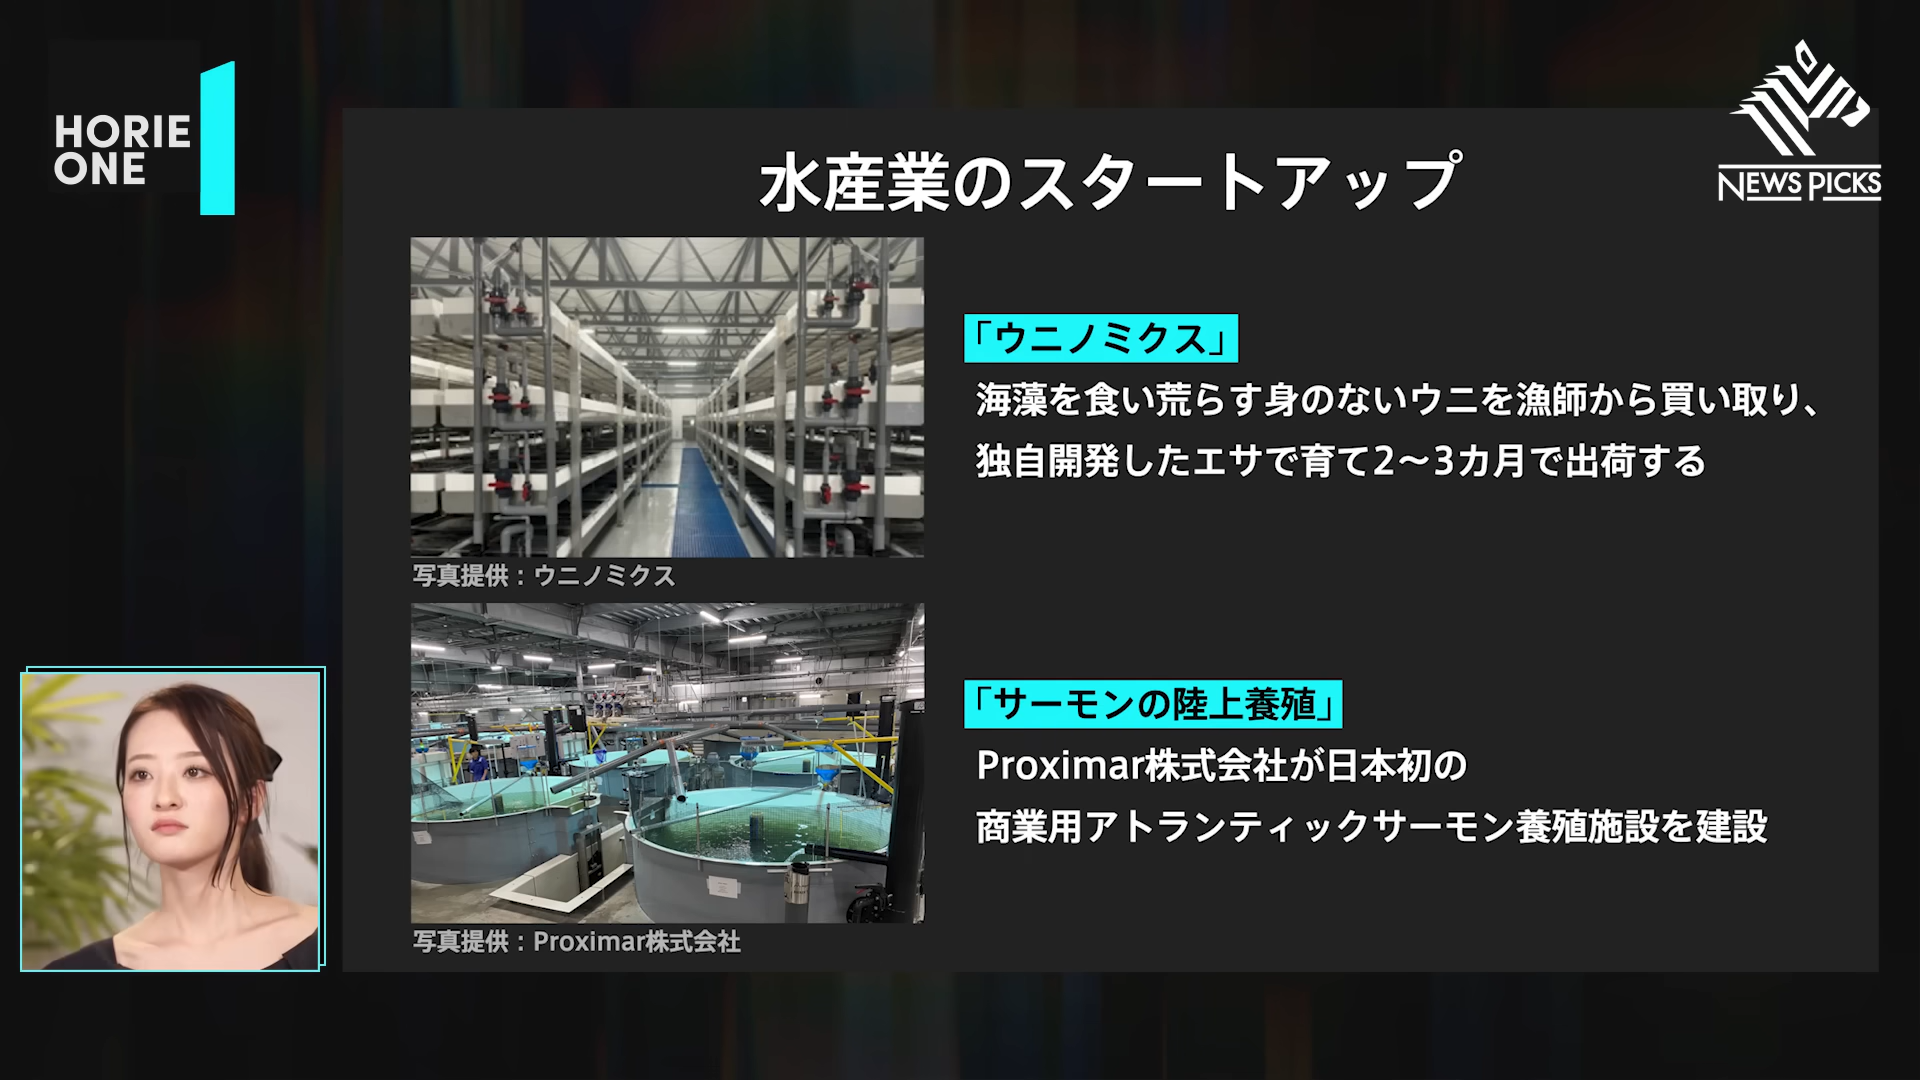 HORIE
ONE
NEWSPICKS
水産業のスタートアップ
「ウニノミクス」
海藻を食い荒らす身のないウニを漁師から買い取り、
独自開発したエサで育て2〜3カ月で出荷する
写真提供：ウニノミクス
「サーモンの陸上養殖」
Proximar株式会社が日本初の
商業用アトランティックサーモン養殖施設を建設
写真提供：Proximar株式会社